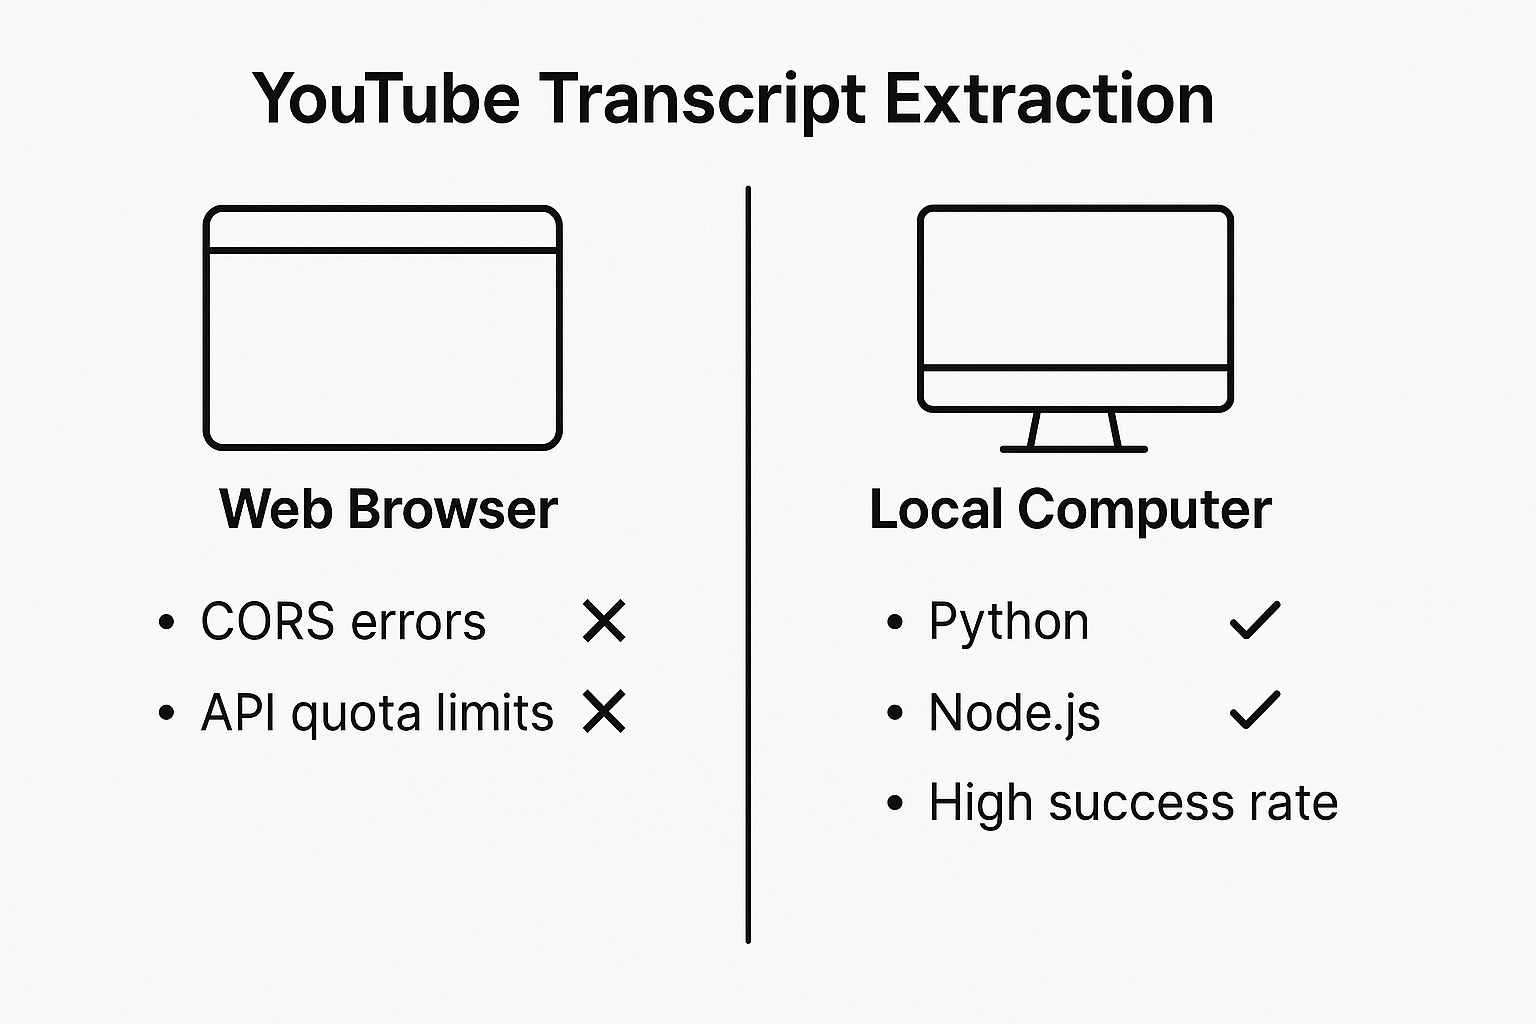 YouTube Transcript Extraction
Web Browser
• CORS errors ✕
• API quota limits ✕
Local Computer
• Python ✓
• Node.js ✓
• High success rate